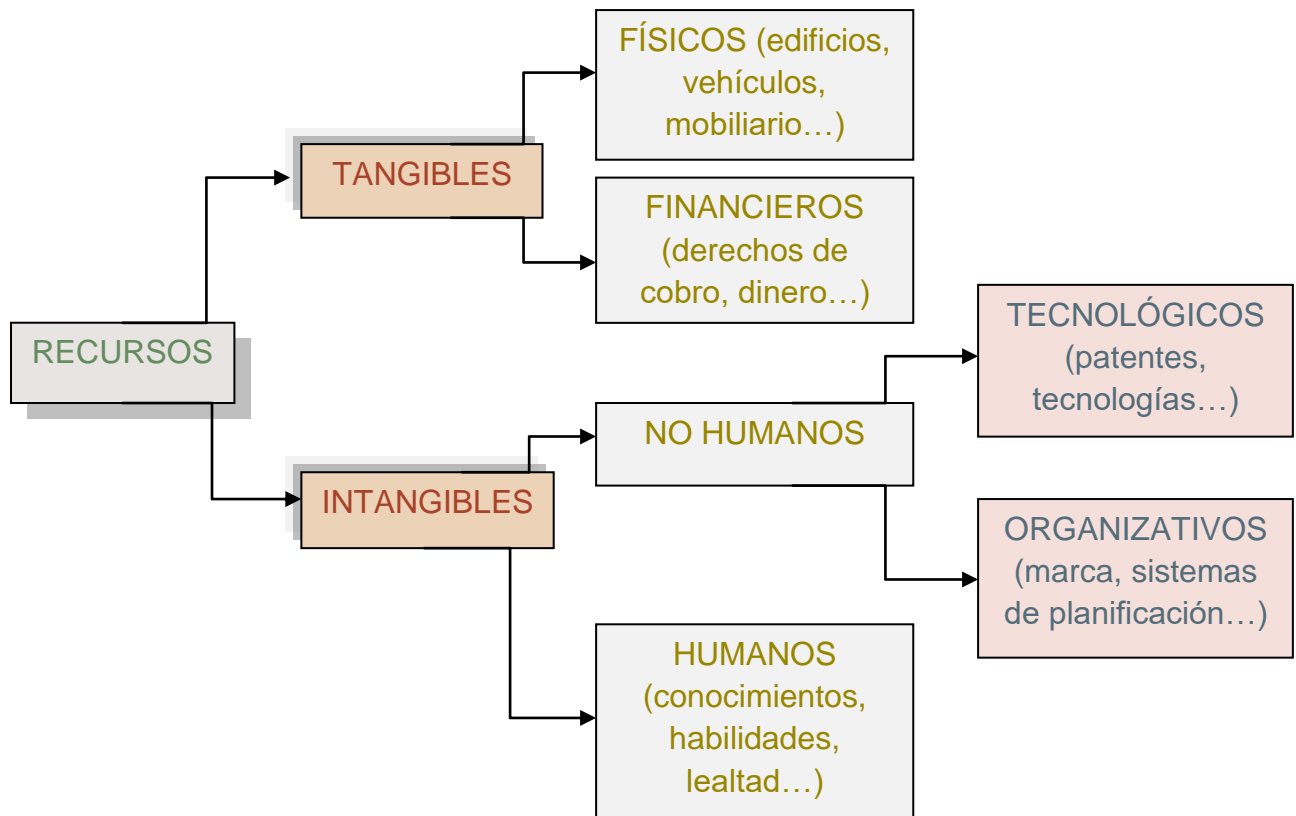 FÍSICOS (edificios,
vehículos,
mobiliario…)
TANGIBLES
FINANCIEROS
(derechos de
cobro, dinero…)
RECURSOS
TECNOLÓGICOS
(patentes,
tecnologías…)
NO HUMANOS
INTANGIBLES
ORGANIZATIVOS
(marca, sistemas
de planificación…)
HUMANOS
(conocimientos,
habilidades,
lealtad…)